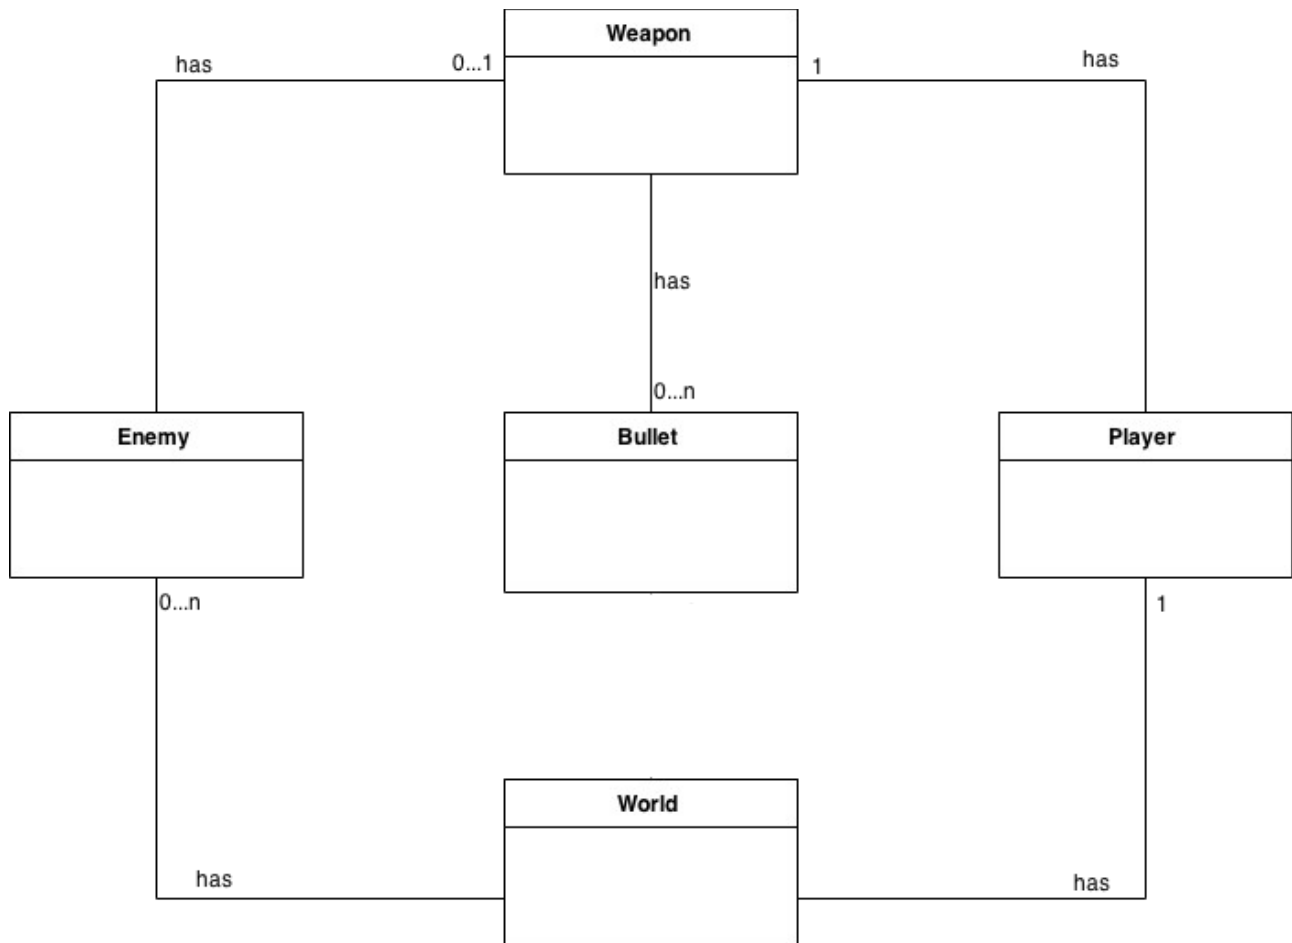 Weapon
has
0...1
1
has
has
0...n
Enemy
Bullet
Player
0...n
1
World
has
has